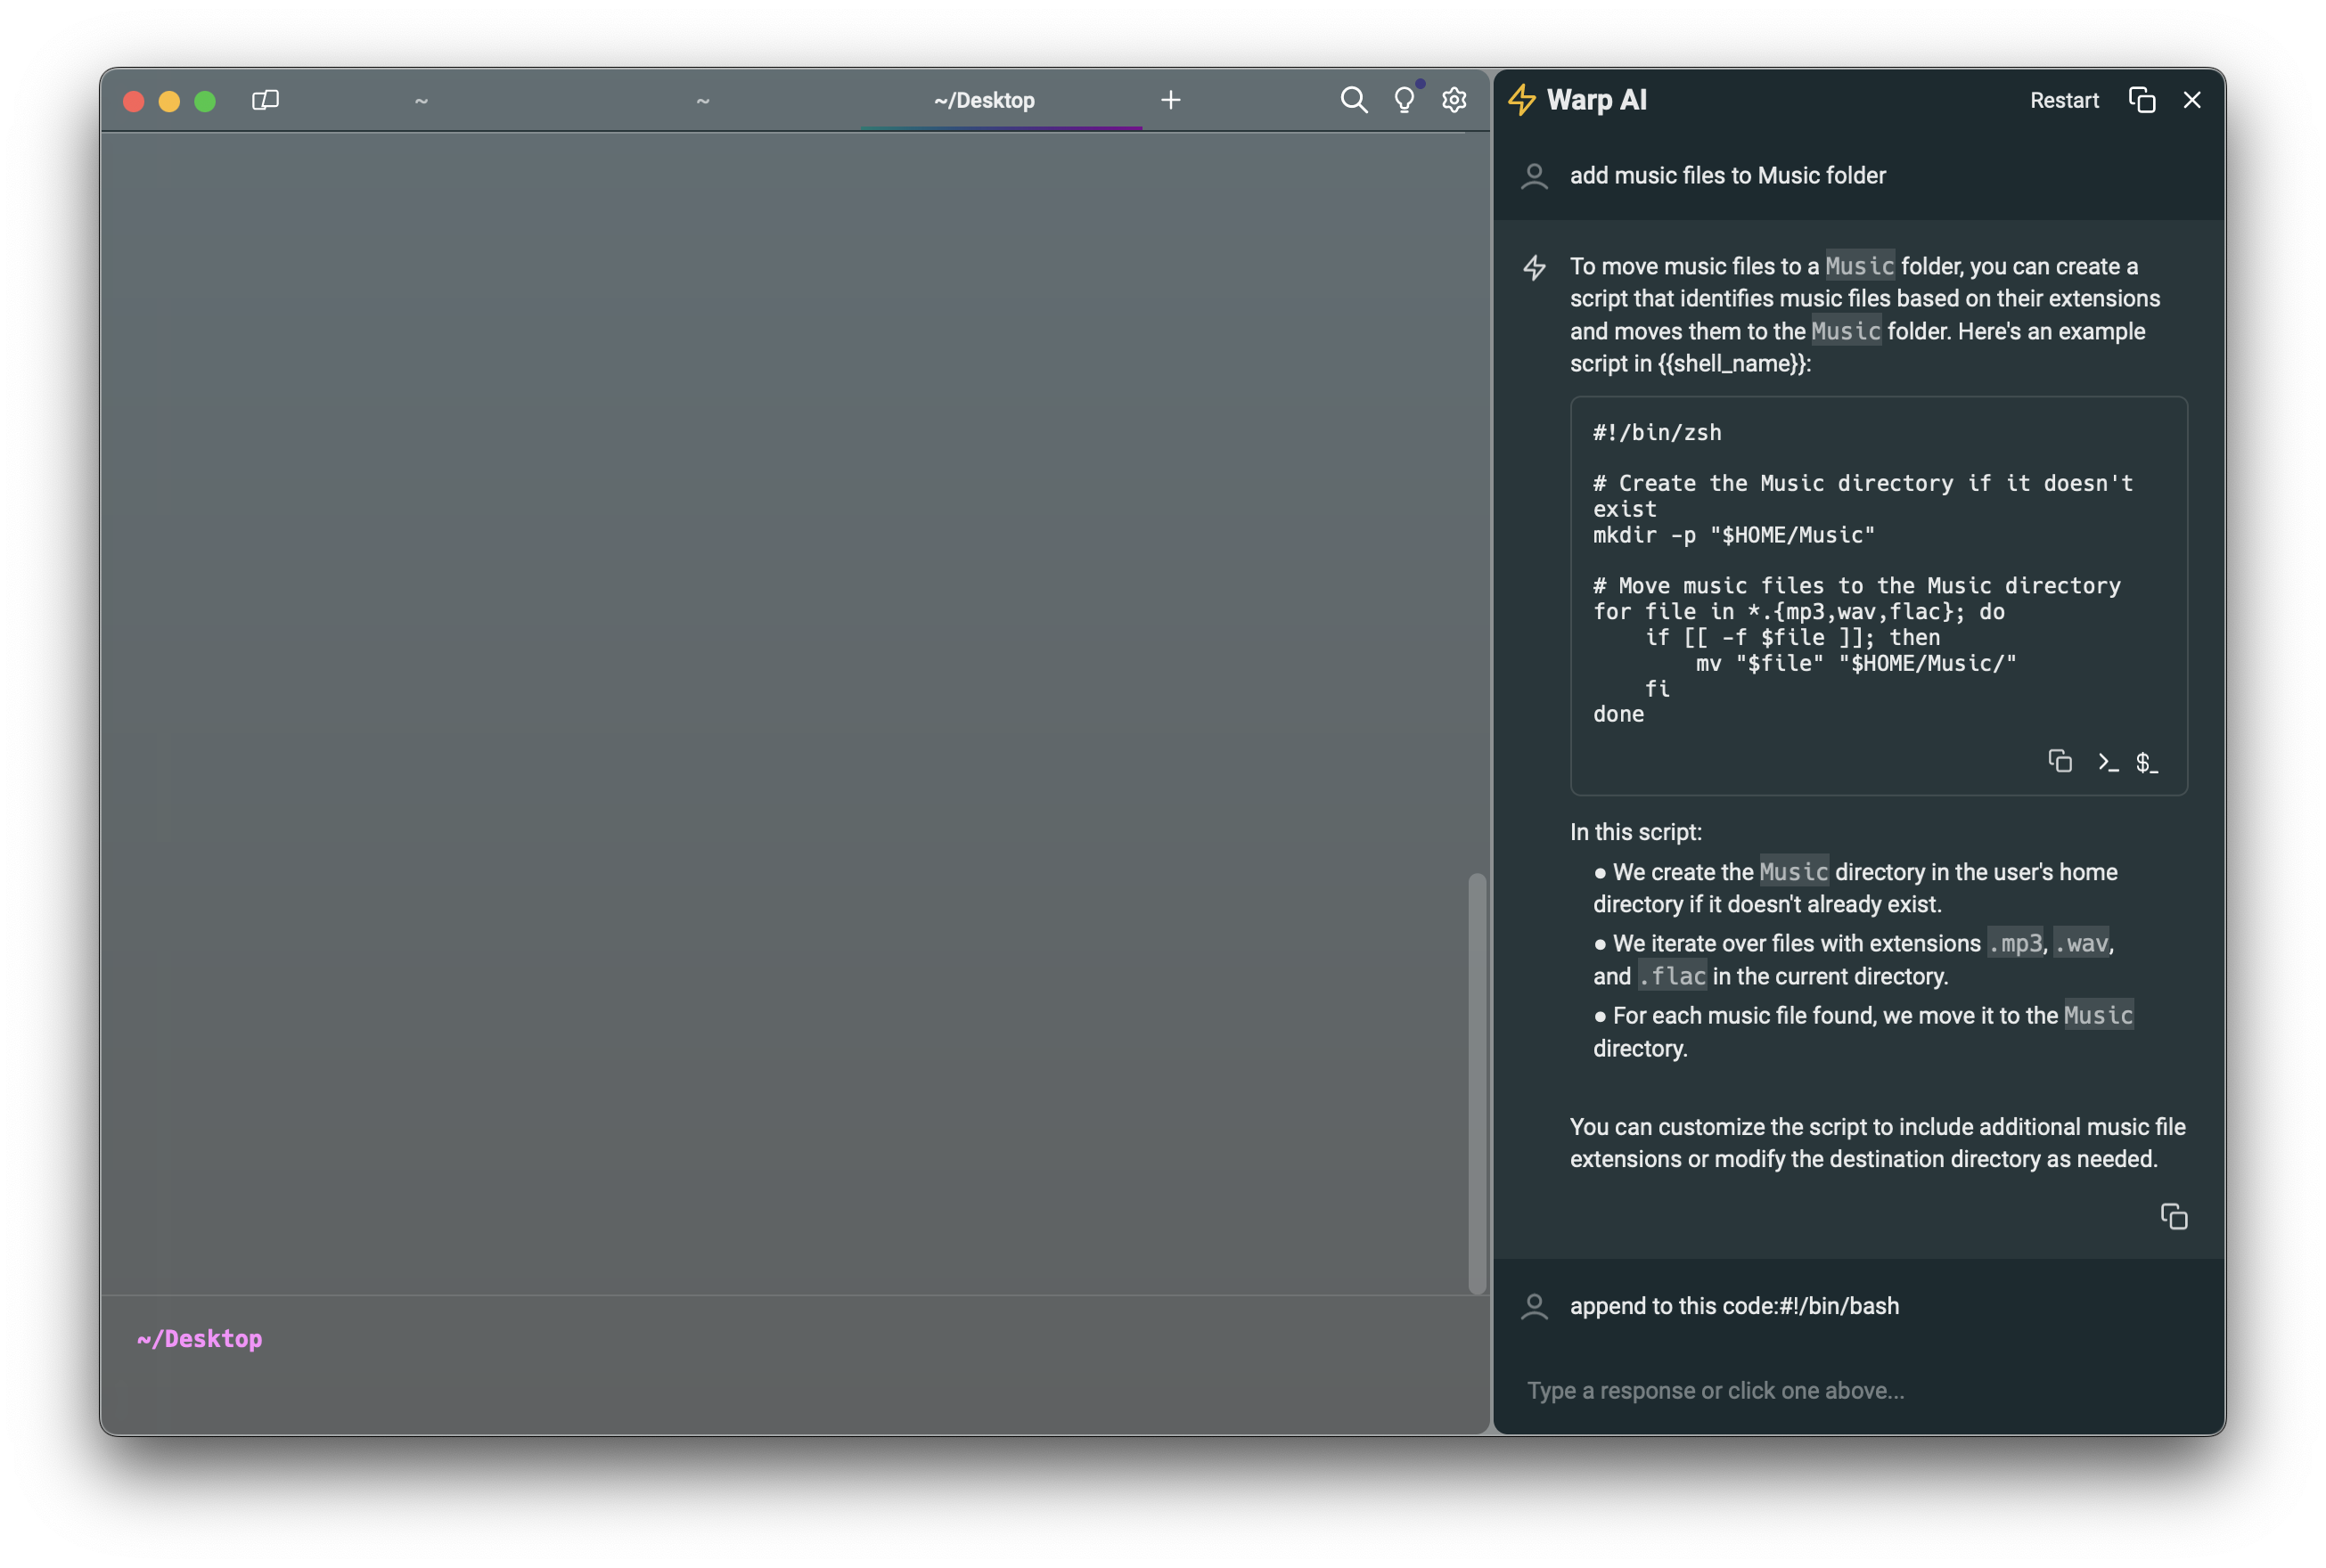 ~
~
~/Desktop
Warp AI
Restart
add music files to Music folder
To move music files to a Music folder, you can create a
script that identifies music files based on their extensions
and moves them to the Music folder. Here's an example
script in {{shell_name}}:
#!/bin/zsh
# Create the Music directory if it doesn't
exist
mkdir -p "$HOME/Music"
# Move music files to the Music directory
for file in *.{mp3,wav,flac}; do
    if [[ -f $file ]]; then
        mv "$file" "$HOME/Music/"
    fi
done
$_
In this script:
● We create the Music directory in the user's home
directory if it doesn't already exist.
● We iterate over files with extensions .mp3, .wav,
and .flac in the current directory.
● For each music file found, we move it to the Music
directory.
You can customize the script to include additional music file
extensions or modify the destination directory as needed.
append to this code:#!/bin/bash
Type a response or click one above...
~/Desktop